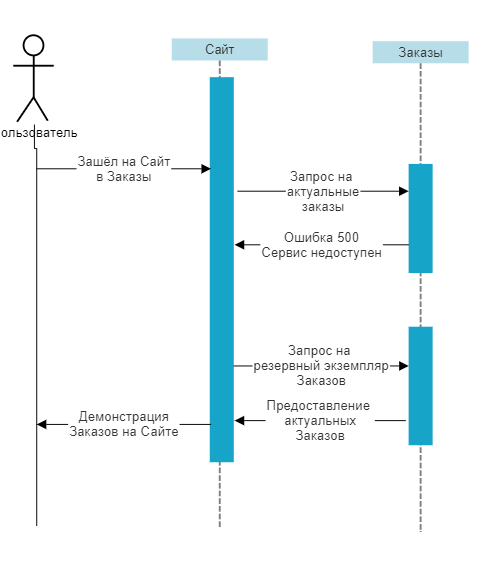 Сайт
Заказы
ользователь
Зашёл на Сайт
в Заказы
Запрос на
актуальные
заказы
Ошибка 500
Сервис недоступен
Запрос на
резервный экземпляр
Заказов
Предоставление
актуальных
Заказов
Демонстрация
Заказов на Сайте